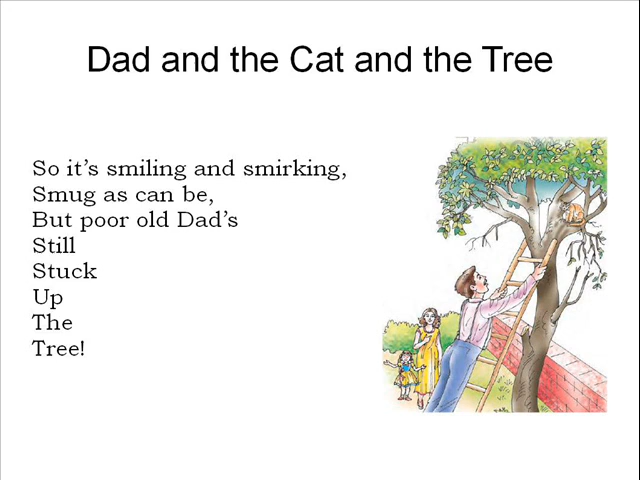 Dad and the Cat and the Tree
So it's smiling and smirking,
Smug as can be,
But poor old Dad's
Still
Stuck
Up
The
Tree!